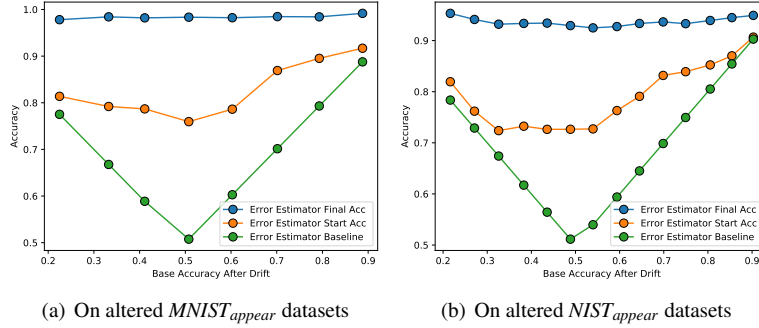 1.0
0.9
0.8
0.7
0.6
0.5
Accuracy
0.2 0.3 0.4 0.5 0.6 0.7 0.8 0.9
Base Accuracy After Drift
Error Estimator Final Acc
Error Estimator Start Acc
Error Estimator Baseline
(a) On altered MNISTappear datasets
0.9
0.8
0.7
0.6
0.5
Accuracy
0.2 0.3 0.4 0.5 0.6 0.7 0.8 0.9
Base Accuracy After Drift
Error Estimator Final Acc
Error Estimator Start Acc
Error Estimator Baseline
(b) On altered NISTappear datasets